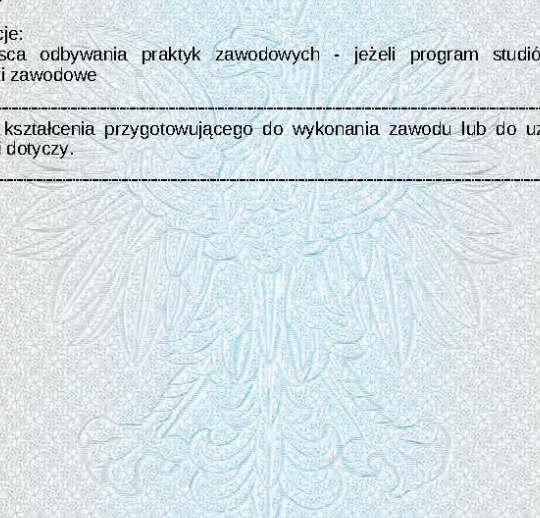 cje:
sca odbywania praktyk zawodowych - jeżeli program studió
i zawodowe
kształcenia przygotowującego do wykonania zawodu lub do uz
i dotyczy.